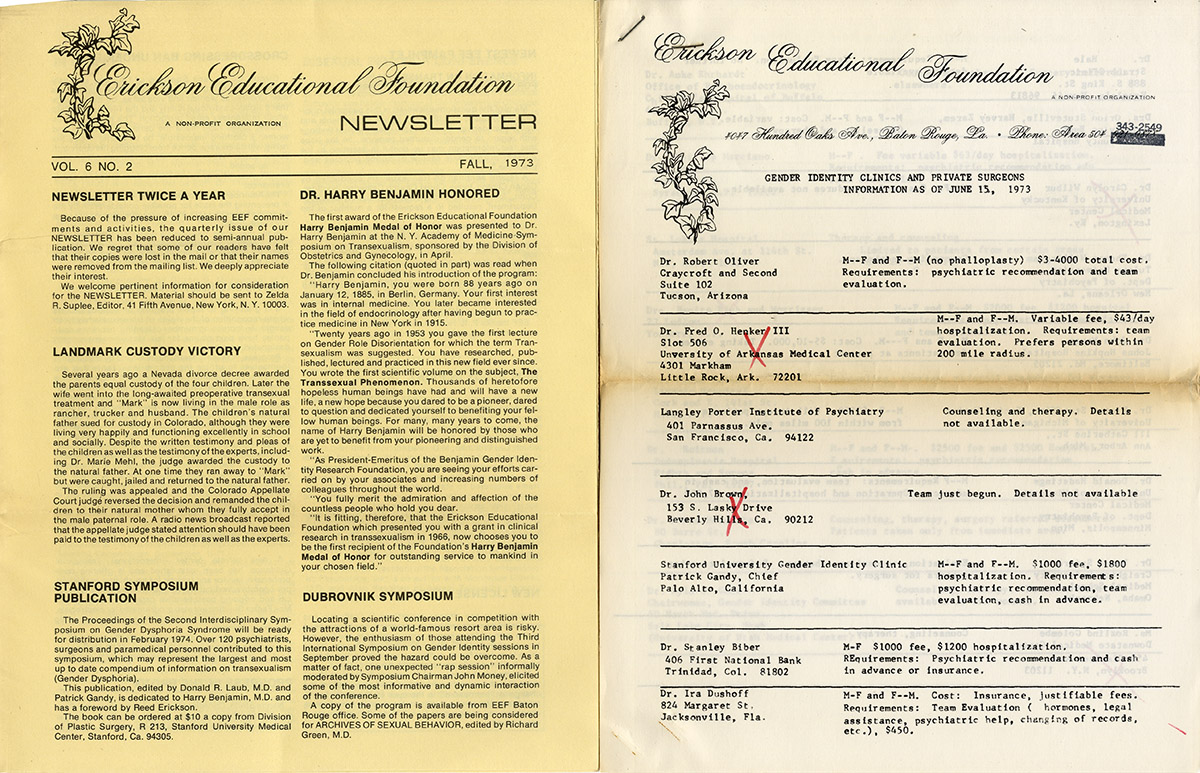 Erickson Educational Foundation
A NON-PROFIT ORGANIZATION
NEWSLETTER
VOL. 6 NO. 2
FALL, 1973
NEWSLETTER TWICE A YEAR
Because of the pressure of increasing EEF commit-
ments and activities, the quarterly issue of our
NEWSLETTER has been reduced to semi-annual pub-
lication. We regret that some of our readers have felt
that their copies were lost in the mail or that their names
were removed from the mailing list. We deeply appreciate
their interest.
We welcome pertinent information for consideration
for the NEWSLETTER. Material should be sent to Zelda
R. Suplee, Editor, 41 Fifth Avenue, New York, N. Y. 10003.
LANDMARK CUSTODY VICTORY
Several years ago a Nevada divorce decree awarded
the parents equal custody of the four children. Later the
wife went into the long-awaited preoperative transexual
treatment and "Mark" is now living in the male role as
rancher, trucker and husband. The children's natural
father sued for custody in Colorado, although they were
living very happily and functioning excellently in school
and socially. Despite the written testimony and pleas of
the children as well as the testimony of the experts, includ-
ing Dr. Marie Mehl, the judge awarded the custody to
the natural father. At one time they ran away to "Mark"
but were caught, jailed and returned to the natural father.
The ruling was appealed and the Colorado Appellate
Court judge reversed the decision and remanded the chil-
dren to their natural mother whom they fully accept in
the male paternal role. A radio news broadcast reported
that the appellate judge stated attention should have been
paid to the testimony of the children as well as the experts.
STANFORD SYMPOSIUM
PUBLICATION
The Proceedings of the Second Interdisciplinary Sym-
posium on Gender Dysphoria Syndrome will be ready
for distribution in February 1974. Over 120 psychiatrists,
surgeons and paramedical personnel contributed to this
symposium, which may represent the largest and most
up to date compendium of information on transexualism
(Gender Dysphoria).
This publication, edited by Donald R. Laub, M.D. and
Patrick Gandy, is dedicated to Harry Benjamin, M.D. and
has a foreword by Reed Erickson.
The book can be ordered at $10 a copy from Division
of Plastic Surgery, R 213, Stanford University Medical
Center, Stanford, Ca. 94305.
DR. HARRY BENJAMIN HONORED
The first award of the Erickson Educational Foundation
Harry Benjamin Medal of Honor was presented to Dr.
Harry Benjamin at the N. Y. Academy of Medicine Sym-
posium on Transexualism, sponsored by the Division of
Obstetrics and Gynecology, in April.
The following citation (quoted in part) was read when
Dr. Benjamin concluded his introduction of the program:
"Harry Benjamin, you were born 88 years ago on
January 12, 1885, in Berlin, Germany. Your first interest
was in internal medicine. You later became interested
in the field of endocrinology after having begun to prac-
tice medicine in New York in 1915.
"Twenty years ago in 1953 you gave the first lecture
on Gender Role Disorientation for which the term Tran-
sexualism was suggested. You have researched, pub-
lished, lectured and practiced in this new field ever since.
You wrote the first scientific volume on the subject, The
Transsexual Phenomenon. Thousands of heretofore
hopeless human beings have had and will have a new
life, a new hope because you dared to be a pioneer, dared
to question and dedicated yourself to benefiting your fel-
low human beings. For many, many years to come, the
name of Harry Benjamin will be honored by those who
are yet to benefit from your pioneering and distinguished
work.
"As President-Emeritus of the Benjamin Gender Iden-
tity Research Foundation, you are seeing your efforts car-
ried on by your associates and increasing numbers of
colleagues throughout the world.
"You fully merit the admiration and affection of the
countless people who hold you dear.
"It is fitting, therefore, that the Erickson Educational
Foundation which presented you with a grant in clinical
research in transsexualism in 1966, now chooses you to
be the first recipient of the Foundation's Harry Benjamin
Medal of Honor for outstanding service to mankind in
your chosen field."
DUBROVNIK SYMPOSIUM
Locating a scientific conference in competition with
the attractions of a world-famous resort area is risky.
However, the enthusiasm of those attending the Third
International Symposium on Gender Identity sessions in
September proved the hazard could be overcome. As a
matter of fact, one unexpected "rap session" informally
moderated by Symposium Chairman John Money, elicited
some of the most informative and dynamic interaction
of the conference.
A copy of the program is available from EEF Baton
Rouge office. Some of the papers are being considered
for ARCHIVES OF SEXUAL BEHAVIOR, edited by Richard
Green, M.D.
Erickson Educational Foundation
A NON-PROFIT ORGANIZATION
4047 Hundred Oaks Ave., Baton Rouge, La. • Phone: Area 504 343-2549
GENDER IDENTITY CLINICS AND PRIVATE SURGEONS
INFORMATION AS OF JUNE 15, 1973
Dr. Robert Oliver
Craycroft and Second
Suite 102
Tucson, Arizona
M--F and F--M (no phalloplasty) $3-4000 total cost.
Requirements: psychiatric recommendation and team
evaluation.
Dr. Fred O. Henker III
Slot 506
Unversity of Arkansas Medical Center
4301 Markham
Little Rock, Ark. 72201
M--F and F--M. Variable fee, $43/day
hospitalization. Requirements: team
evaluation. Prefers persons within
200 mile radius.
Langley Porter Institute of Psychiatry
401 Parnassus Ave.
San Francisco, Ca. 94122
Counseling and therapy. Details
not available.
Dr. John Brown,
153 S. Lasky Drive
Beverly Hills, Ca. 90212
Team just begun. Details not available
Stanford University Gender Identity Clinic
Patrick Gandy, Chief
Palo Alto, California
M--F and F--M. $1000 fee, $1800
hospitalization. Requirements:
psychiatric recommendation, team
evaluation, cash in advance.
Dr. Stanley Biber
406 First National Bank
Trinidad, Col. 81802
M-F $1000 fee, $1200 hospitalization.
REquirements: Psychiatric recommendation and cash
in advance or insurance.
Dr. Ira Dushoff
824 Margaret St.
Jacksonville, Fla.
M-F and F--M. Cost: Insurance, justifiable fees.
Requirements: Team Evaluation ( hormones, legal
assistance, psychiatric help, changing of records,
etc.), $450.